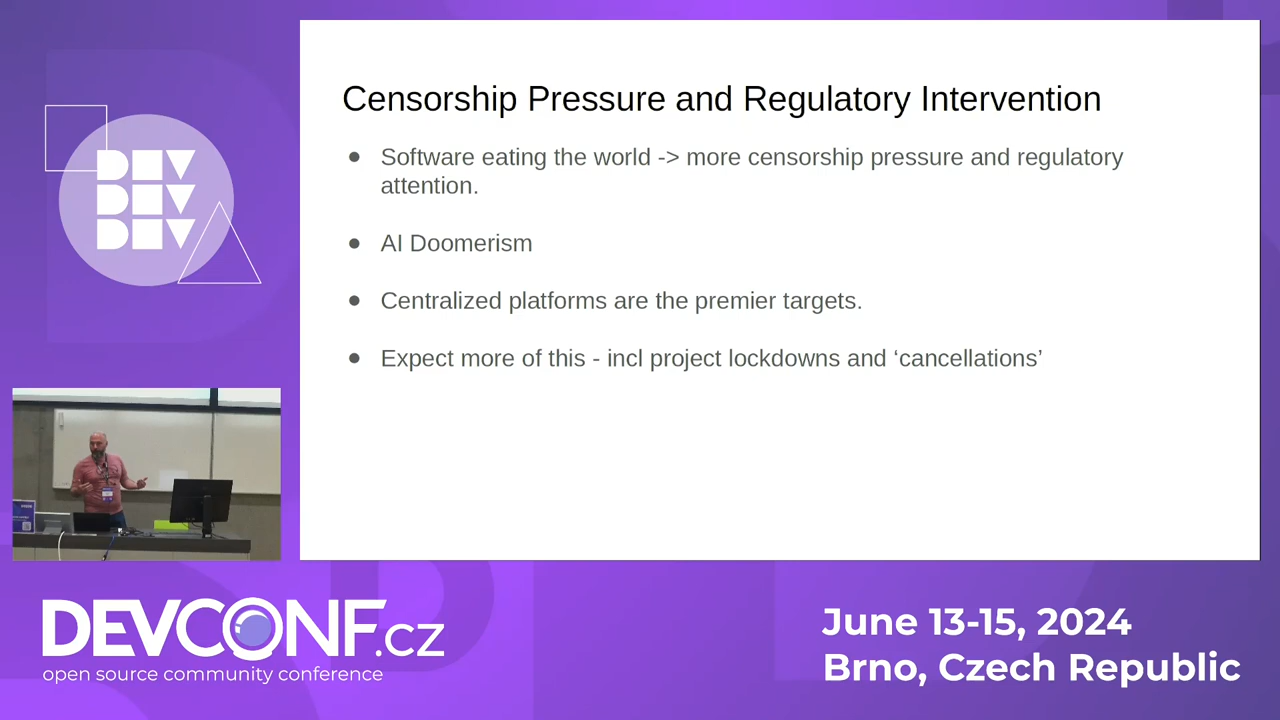 Censorship Pressure and Regulatory Intervention
● Software eating the world -> more censorship pressure and regulatory
attention.
● AI Doomerism
● Centralized platforms are the premier targets.
● Expect more of this - incl project lockdowns and ‘cancellations’
DEV
DEV
DEV
DEVCONF.cz
open source community conference
June 13-15, 2024
Brno, Czech Republic